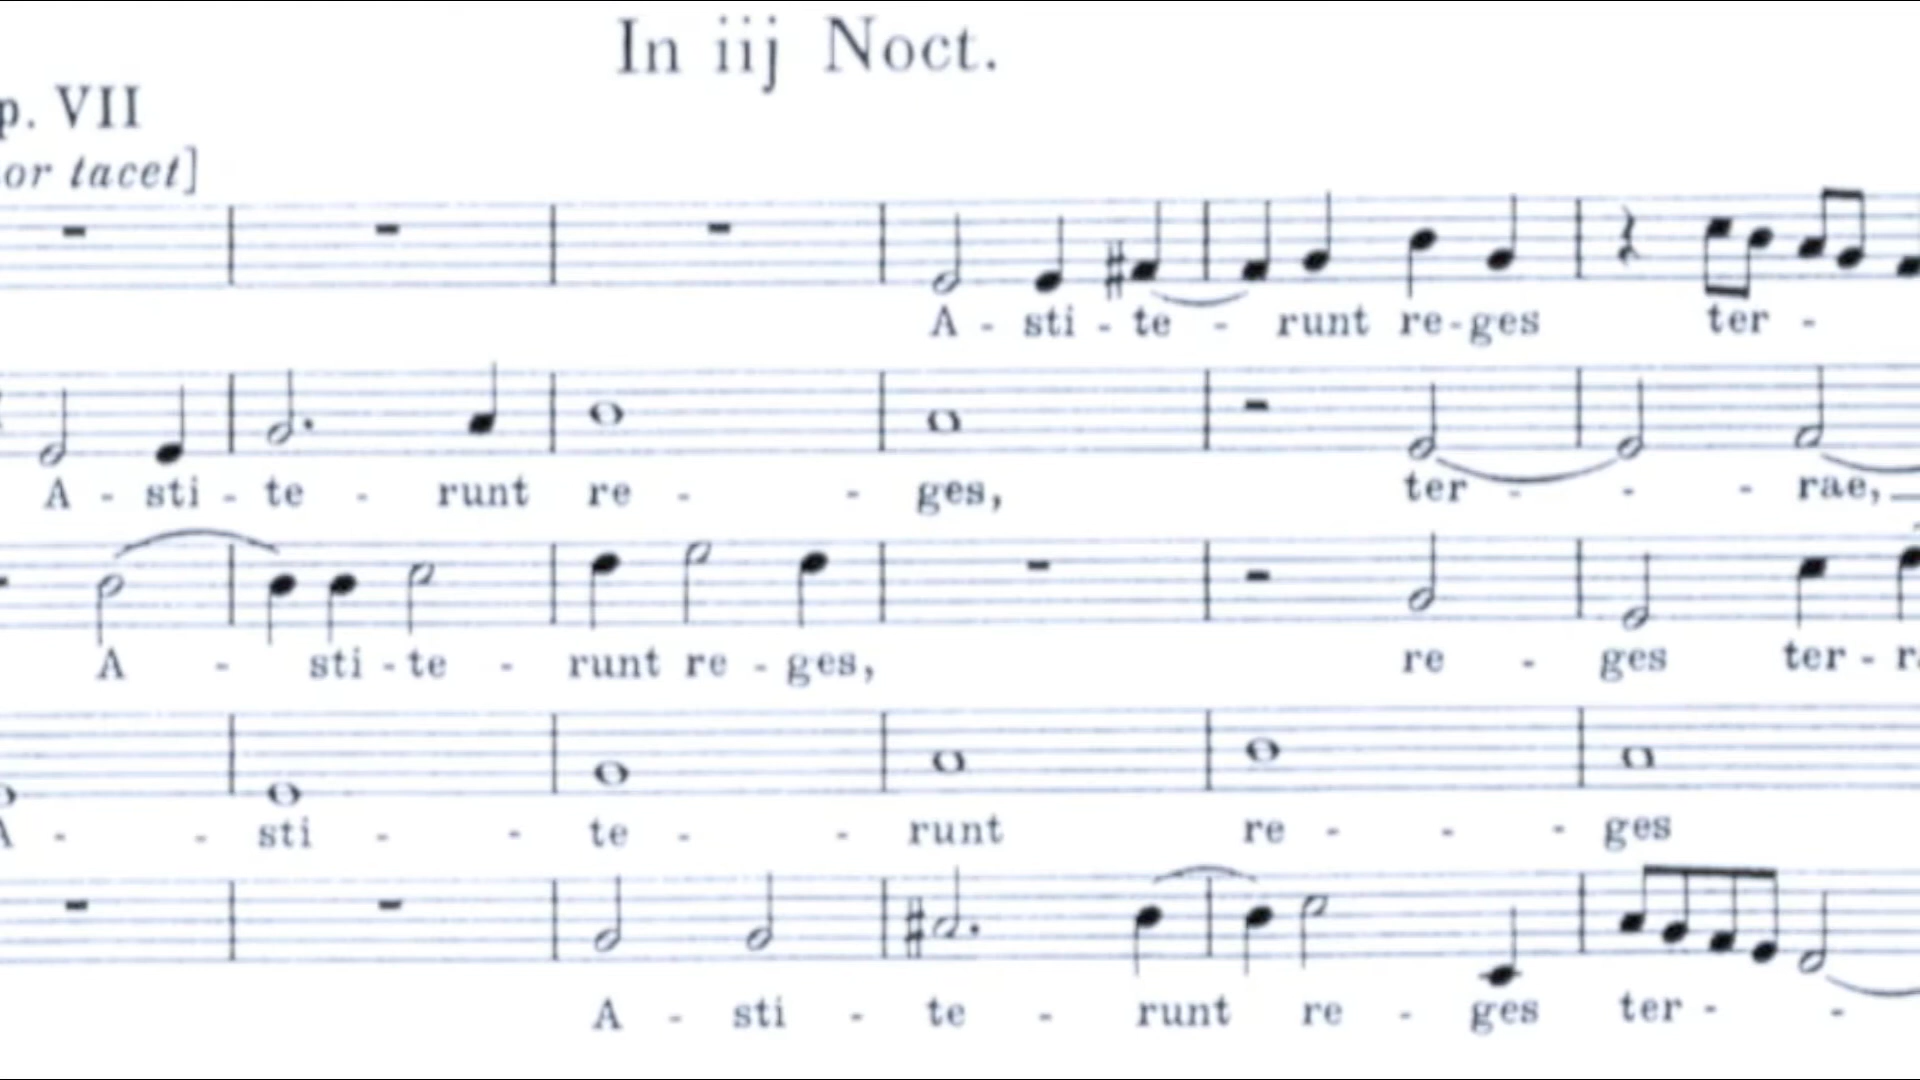 In iij Noct.
p. VII
or tacet]
A - sti - te - runt re - ges ter -
A - sti - te - runt re - - ges, ter - - - rae,
A - sti - te - runt re - ges, re - ges ter -
- - sti - - te - - runt re - - - ges
A - sti - te - runt re - ges ter - -